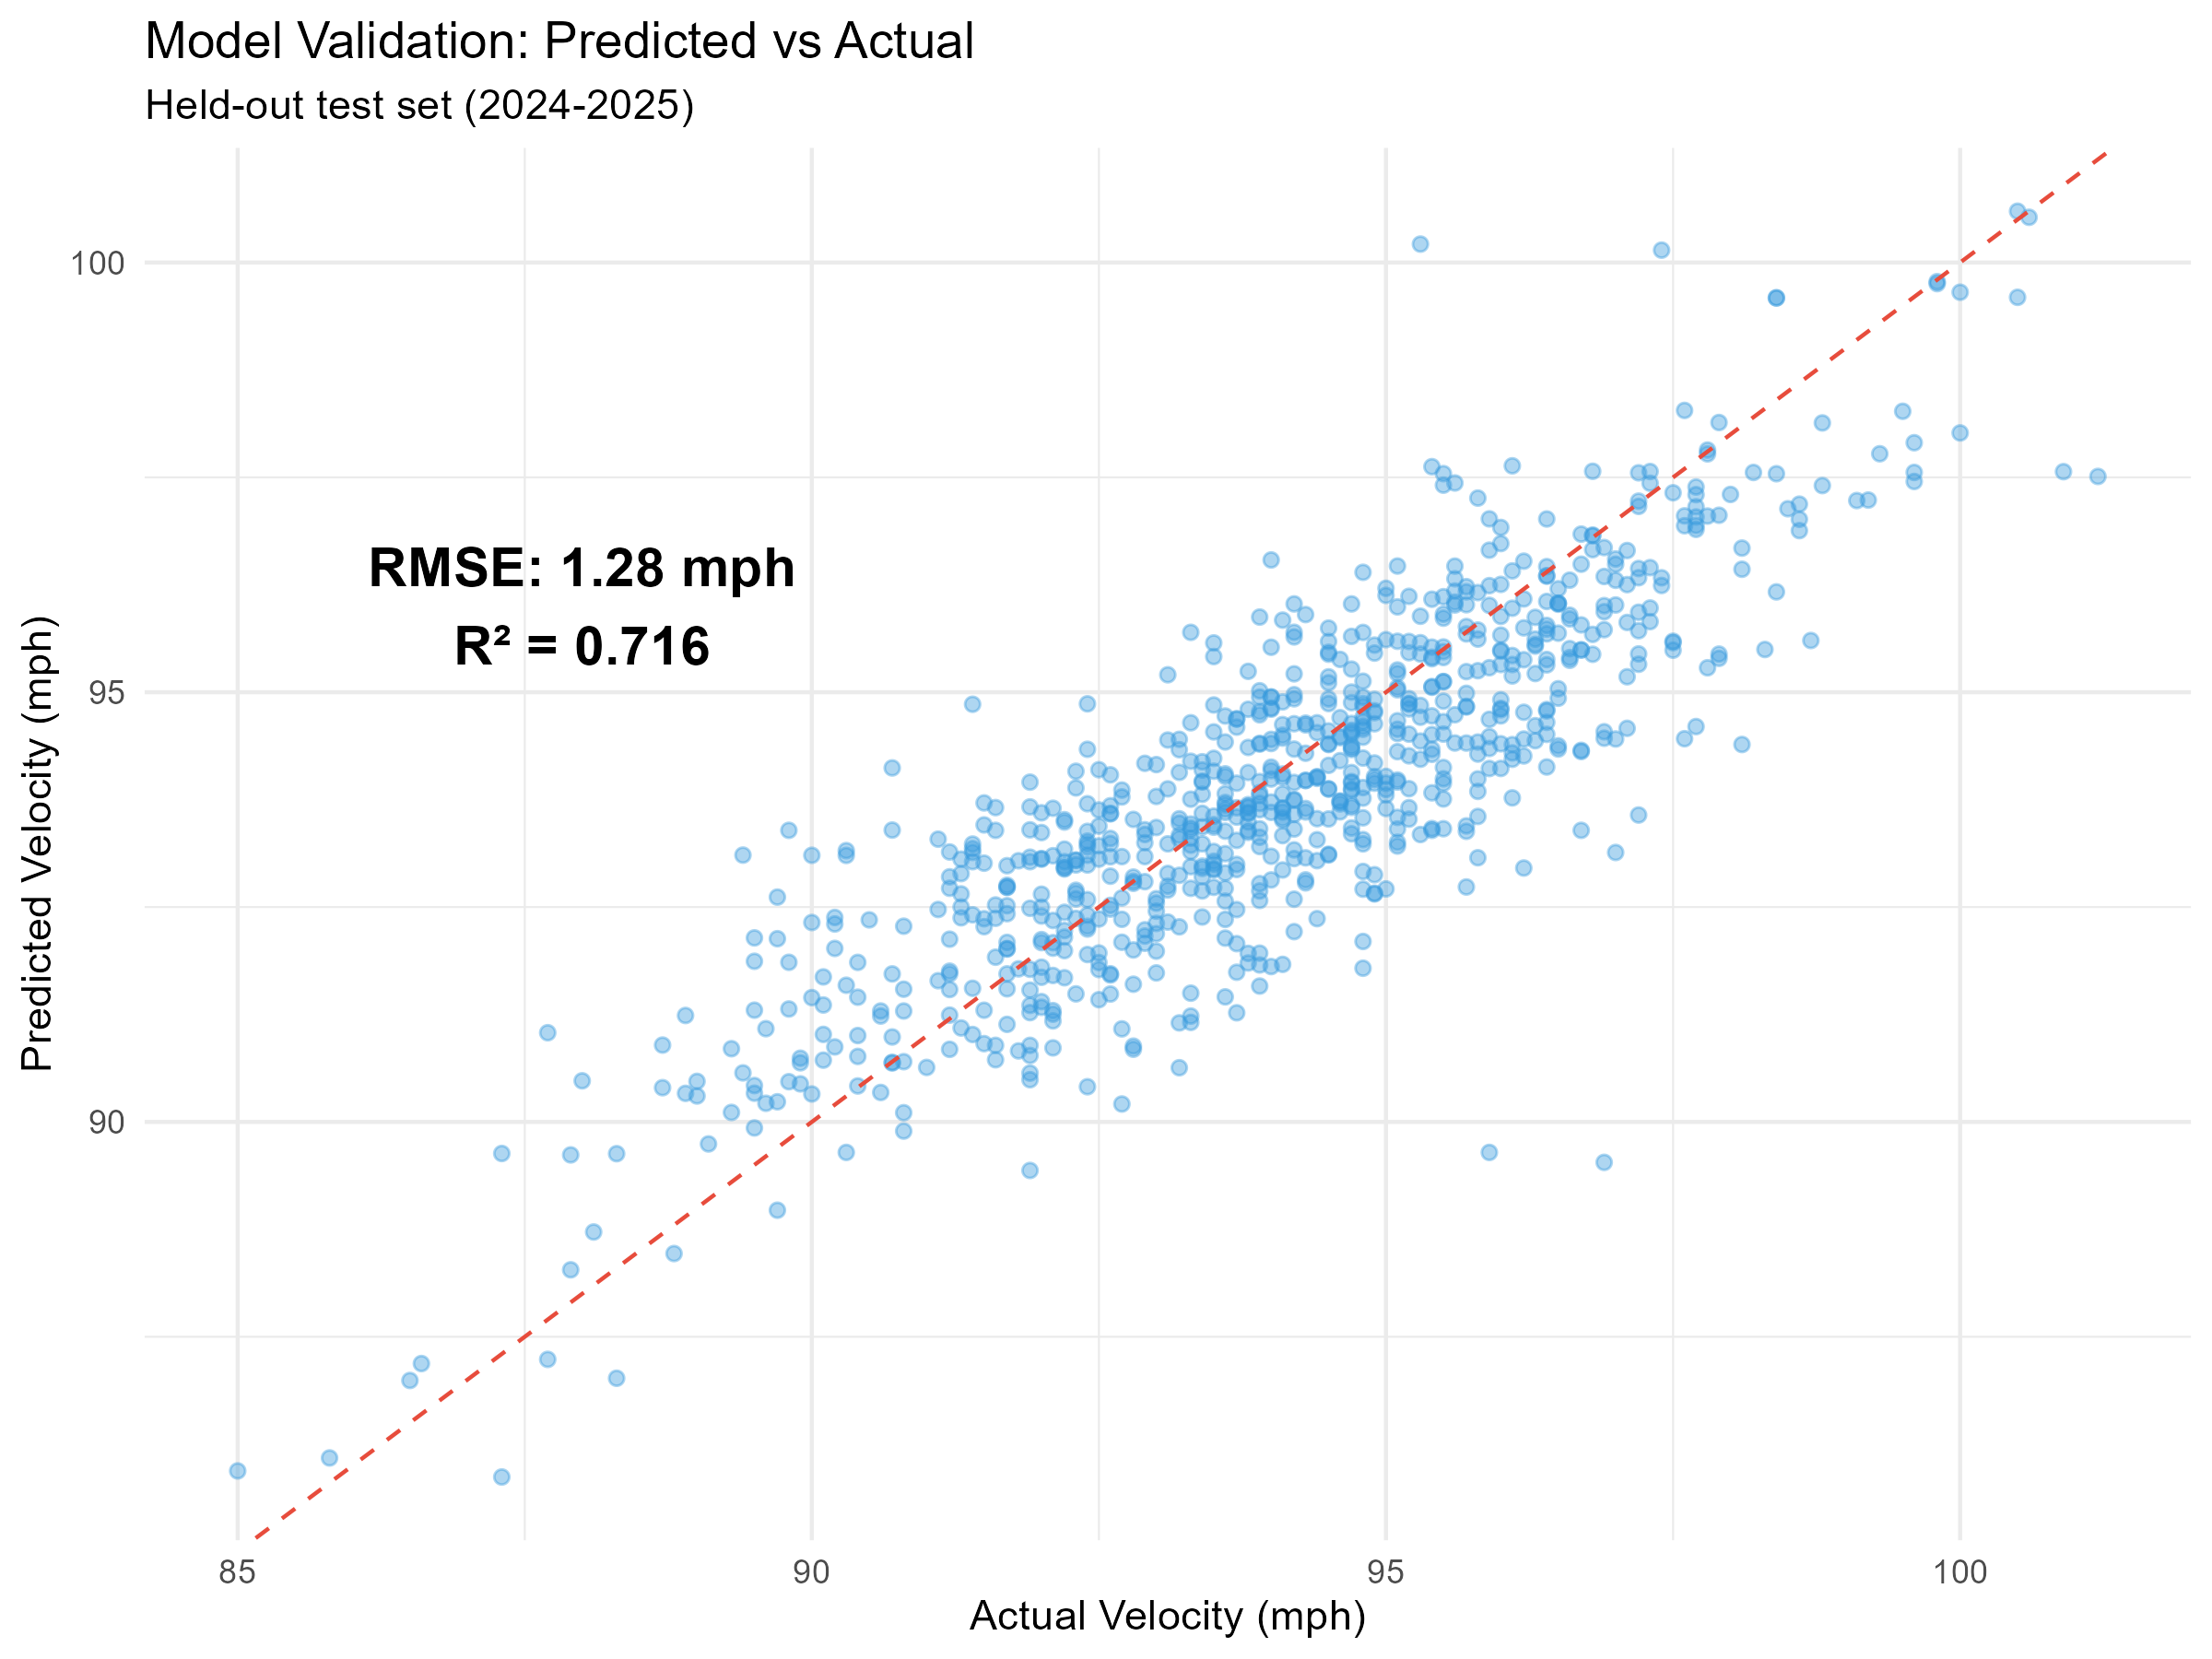 Model Validation: Predicted vs Actual
Held-out test set (2024-2025)
100
95
90
RMSE: 1.28 mph
R² = 0.716
Predicted Velocity (mph)
85
90
95
100
Actual Velocity (mph)